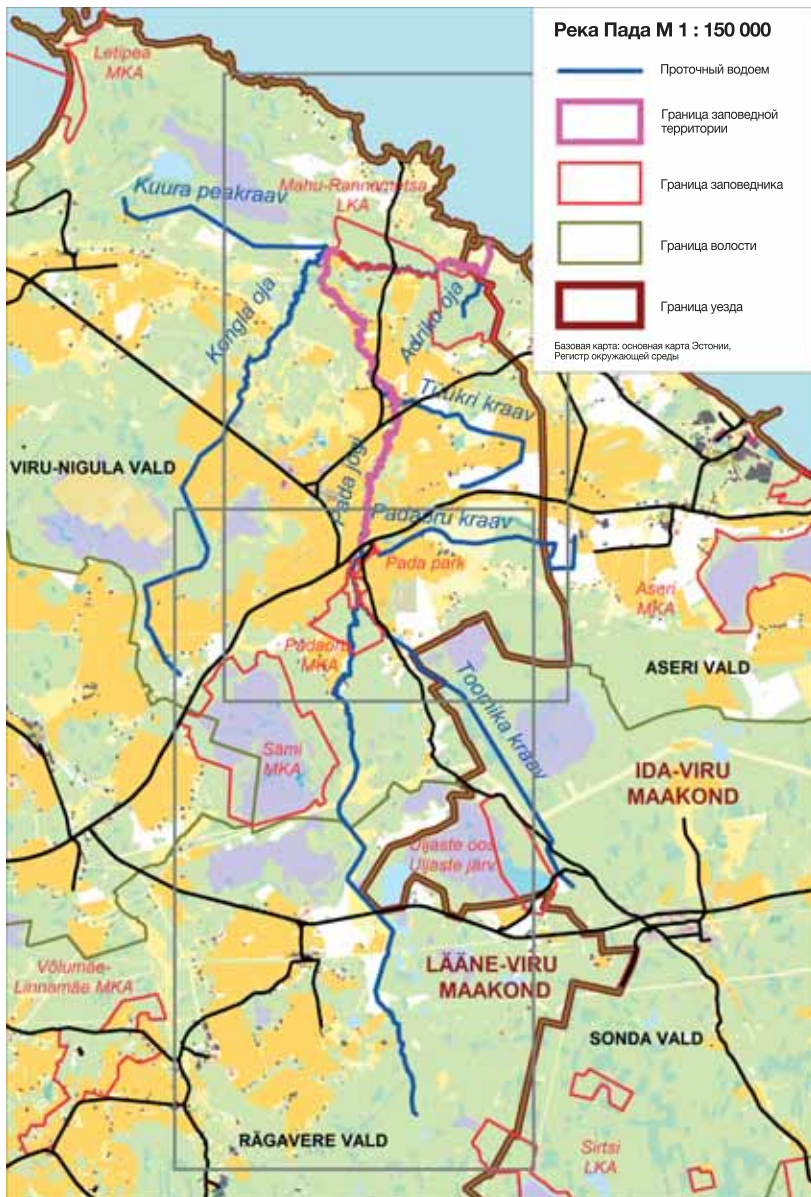 Река Пада М 1 : 150 000
Проточный водоем
Граница заповедной
территории
Граница заповедника
Граница волости
Граница уезда
Базовая карта: основная карта Эстонии,
Регистр окружающей среды
Letipea
MKA
Kuura peakraav
Mahu-Rannametsa
LKA
Kongla oja
Adriko oja
Tüükri kraav
VIRU-NIGULA VALD
Pada jõgi
Padaoru kraav
Pada park
Aseri
MKA
Padaoru
MKA
ASERI VALD
Toomika kraav
Sämi
MKA
IDA-VIRU
MAAKOND
Uljaste oos
Uljaste järv
Võlumäe-
Linnamäe MKA
LÄÄNE-VIRU
MAAKOND
SONDA VALD
RÄGAVERE VALD
Sirtsi
LKA